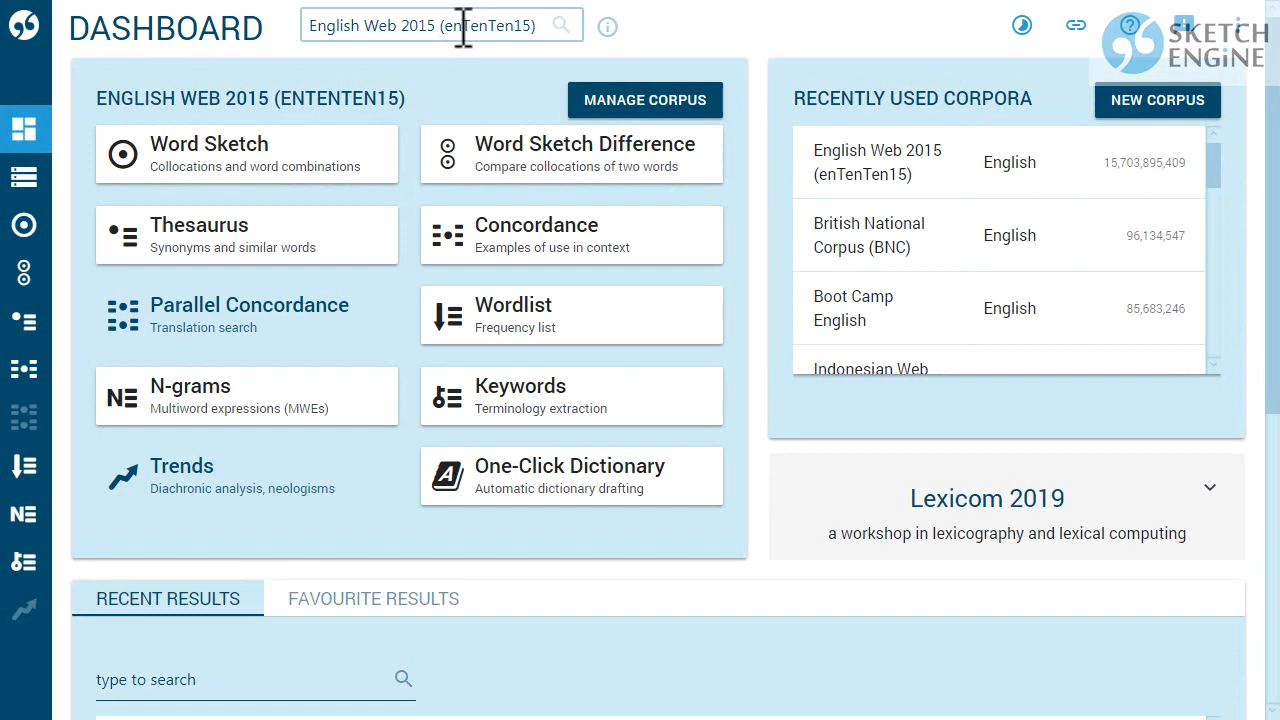 DASHBOARD
English Web 2015 (enTenTen15)
SKETCH
ENGINE
ENGLISH WEB 2015 (ENTENTEN15)
MANAGE CORPUS
Word Sketch
Collocations and word combinations
Word Sketch Difference
Compare collocations of two words
Thesaurus
Synonyms and similar words
Concordance
Examples of use in context
Parallel Concordance
Translation search
Wordlist
Frequency list
N-grams
Multiword expressions (MWEs)
Keywords
Terminology extraction
Trends
Diachronic analysis, neologisms
One-Click Dictionary
Automatic dictionary drafting
RECENTLY USED CORPORA
NEW CORPUS
English Web 2015
(enTenTen15)
English
15,703,895,409
British National
Corpus (BNC)
English
96,134,547
Boot Camp
English
English
85,683,246
Indonesian Web
Lexicom 2019
a workshop in lexicography and lexical computing
RECENT RESULTS
FAVOURITE RESULTS
type to search